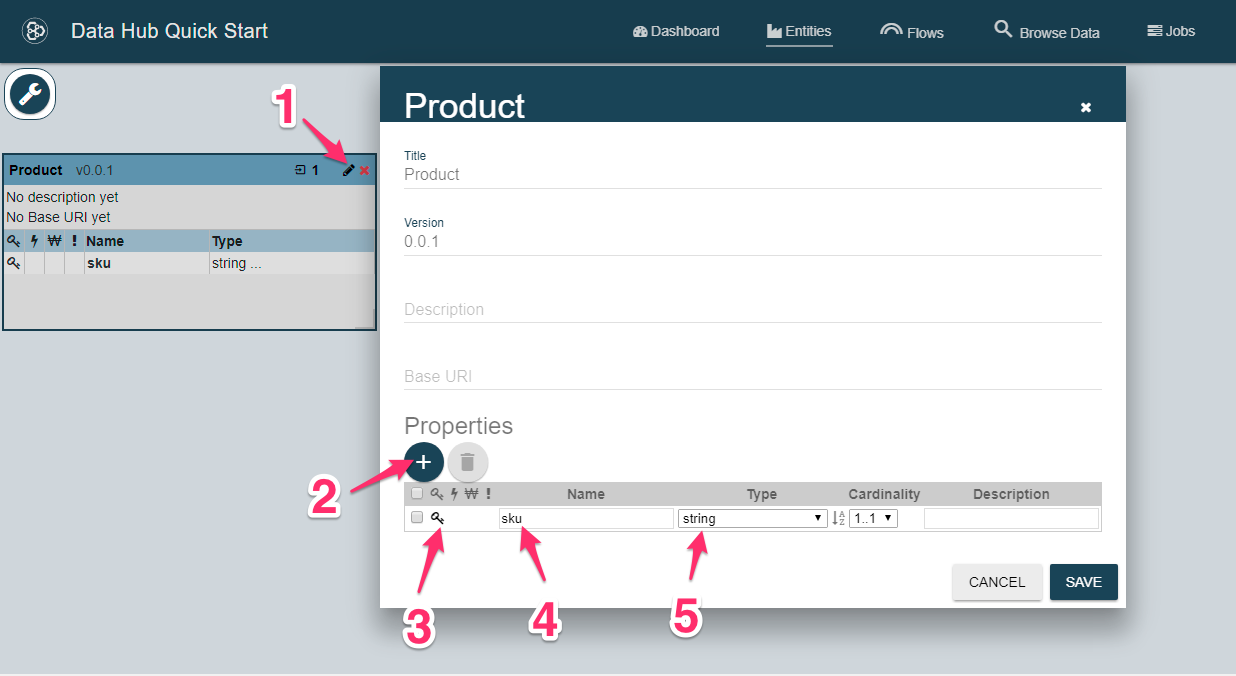 Data Hub Quick Start
Dashboard
Entities
Flows
Browse Data
Jobs
1
Product v0.0.1 1
No description yet
No Base URI yet
₩ ! Name Type
sku string ...
Product
Title
Product
Version
0.0.1
Description
Base URI
Properties
2
₩ ! Name Type Cardinality Description
sku string 1..1
3
4
5
CANCEL
SAVE